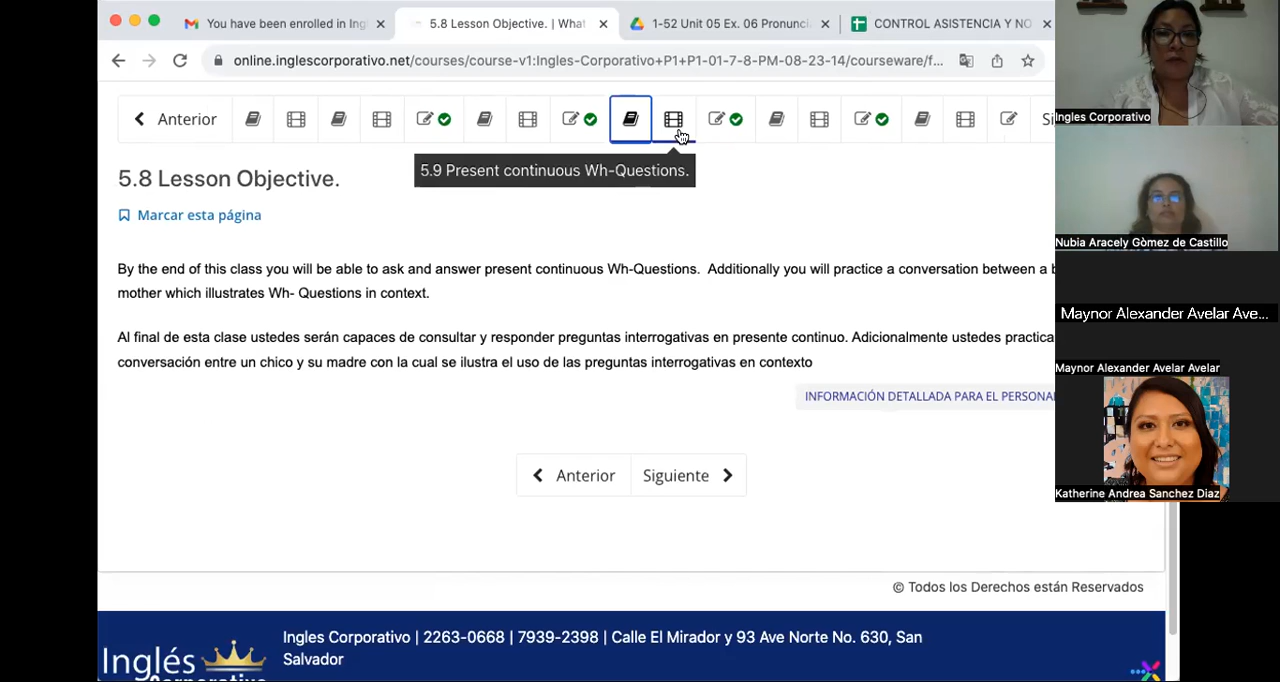 You have been enrolled in Ing
5.8 Lesson Objective. | What
1-52 Unit 05 Ex. 06 Pronunci
CONTROL ASISTENCIA Y NO
online.inglescorporativo.net/courses/course-v1:Ingles-Corporativo+P1+P1-01-7-8-PM-08-23-14/courseware/f...
Anterior
5.9 Present continuous Wh-Questions.
5.8 Lesson Objective.
Marcar esta página
By the end of this class you will be able to ask and answer present continuous Wh-Questions. Additionally you will practice a conversation between a b
mother which illustrates Wh- Questions in context.
Al final de esta clase ustedes serán capaces de consultar y responder preguntas interrogativas en presente continuo. Adicionalmente ustedes practica
conversación entre un chico y su madre con la cual se ilustra el uso de las preguntas interrogativas en contexto
INFORMACIÓN DETALLADA PARA EL PERSONAL
Anterior
Siguiente
© Todos los Derechos están Reservados
Inglés
Ingles Corporativo | 2263-0668 | 7939-2398 | Calle El Mirador y 93 Ave Norte No. 630, San
Salvador
Ingles Corporativo
Nubia Aracely Gòmez de Castillo
Maynor Alexander Avelar Ave...
Maynor Alexander Avelar Avelar
Katherine Andrea Sanchez Diaz